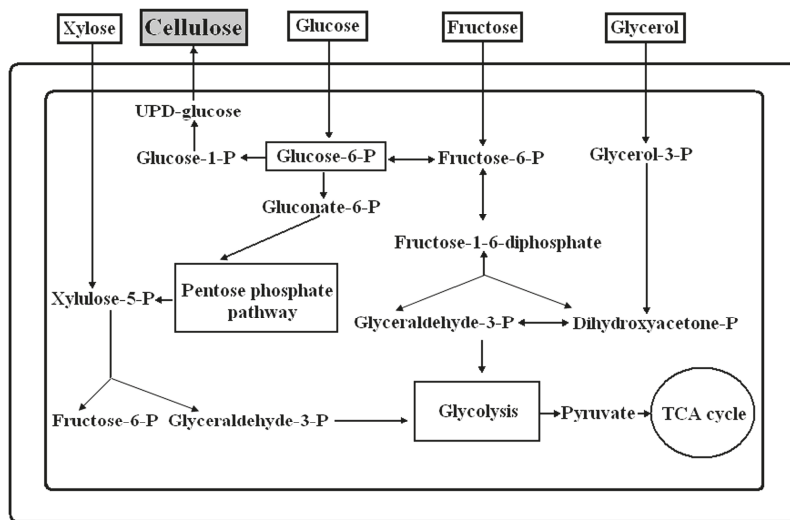 Xylose
Cellulose
Glucose
Fructose
Glycerol
UPD-glucose
Glucose-1-P
Glucose-6-P
Fructose-6-P
Glycerol-3-P
Gluconate-6-P
Fructose-1-6-diphosphate
Xylulose-5-P
Pentose phosphate
pathway
Glyceraldehyde-3-P
Dihydroxyacetone-P
Fructose-6-P
Glyceraldehyde-3-P
Glycolysis
Pyruvate
TCA cycle